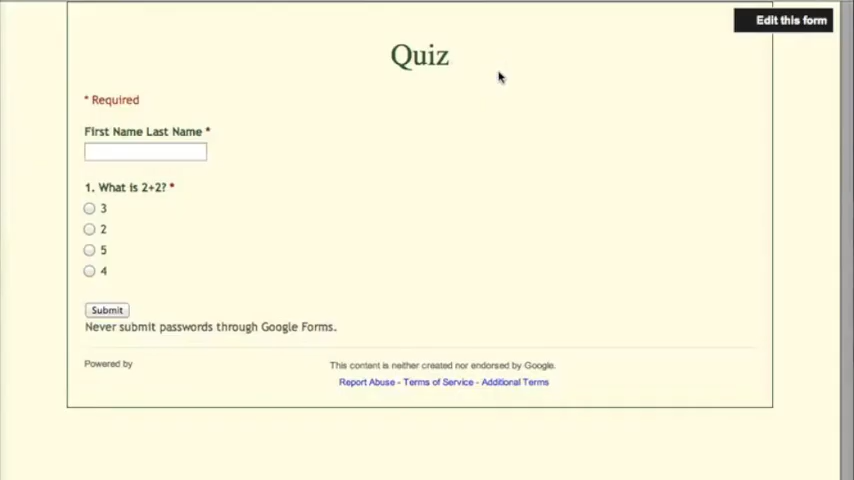 Edit this form
Quiz
* Required
First Name Last Name *
1. What is 2+2? *
3
2
5
4
Submit
Never submit passwords through Google Forms.
Powered by
This content is neither created nor endorsed by Google.
Report Abuse - Terms of Service - Additional Terms